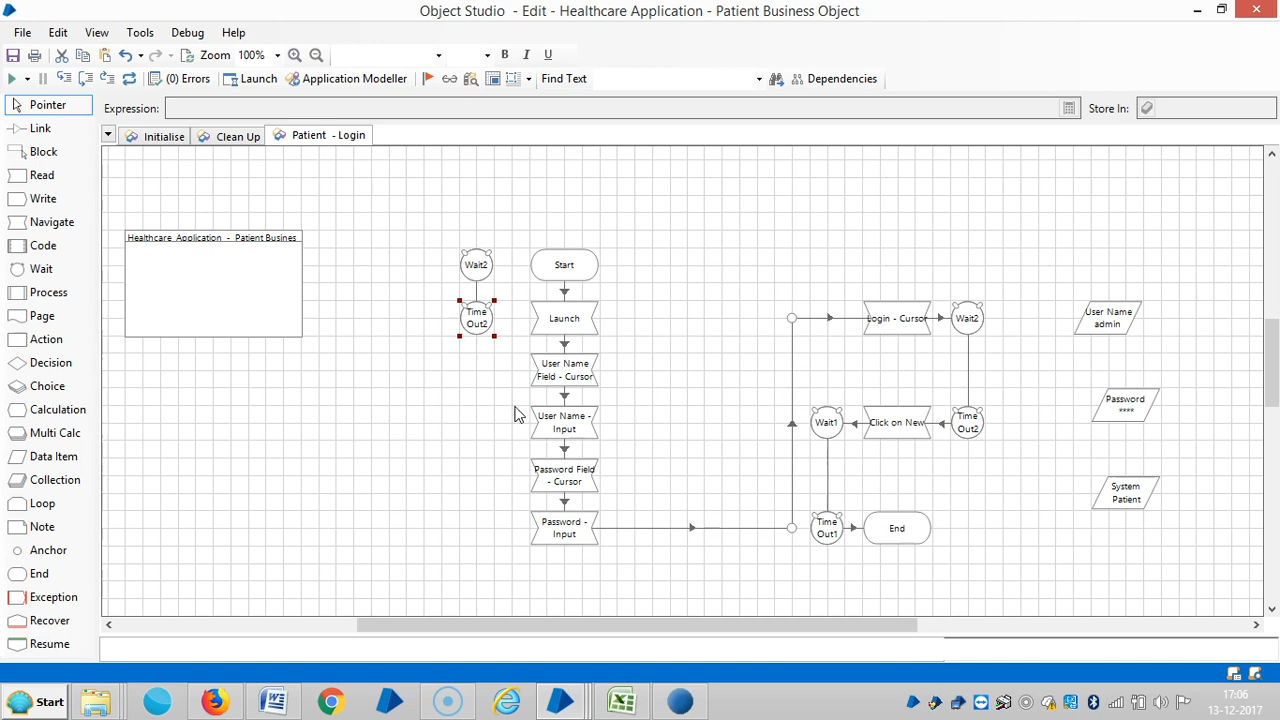 Object Studio - Edit - Healthcare Application - Patient Business Object
File Edit View Tools Debug Help
Zoom 100% B I U
(0) Errors Launch Application Modeller Find Text Dependencies
Pointer
Expression: Store In:
Link
Initialise Clean Up Patient - Login
Block
Read
Write
Navigate
Code
Wait
Process
Page
Action
Decision
Choice
Calculation
Multi Calc
Data Item
Collection
Loop
Note
Anchor
End
Exception
Recover
Resume
Healthcare Application - Patient Busines
Wait2
Time
Out2
Start
Launch
User Name
Field - Cursor
User Name -
Input
Password Field
- Cursor
Password -
Input
Login - Cursor
Wait2
Time
Out2
Click on New
Wait1
Time
Out1
End
User Name
admin
Password
****
System
Patient
Start
17:06
13-12-2017